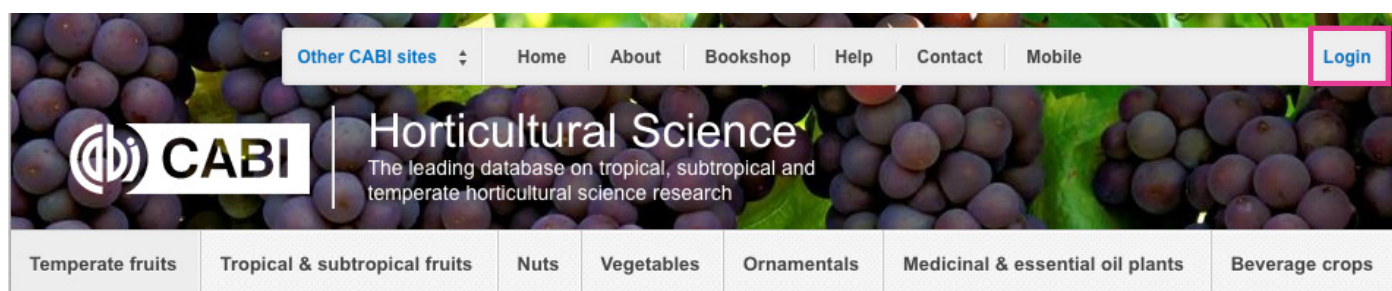 Other CABI sites Home About Bookshop Help Contact Mobile Login
CABI
Horticultural Science
The leading database on tropical, subtropical and
temperate horticultural science research
Temperate fruits Tropical & subtropical fruits Nuts Vegetables Ornamentals Medicinal & essential oil plants Beverage crops